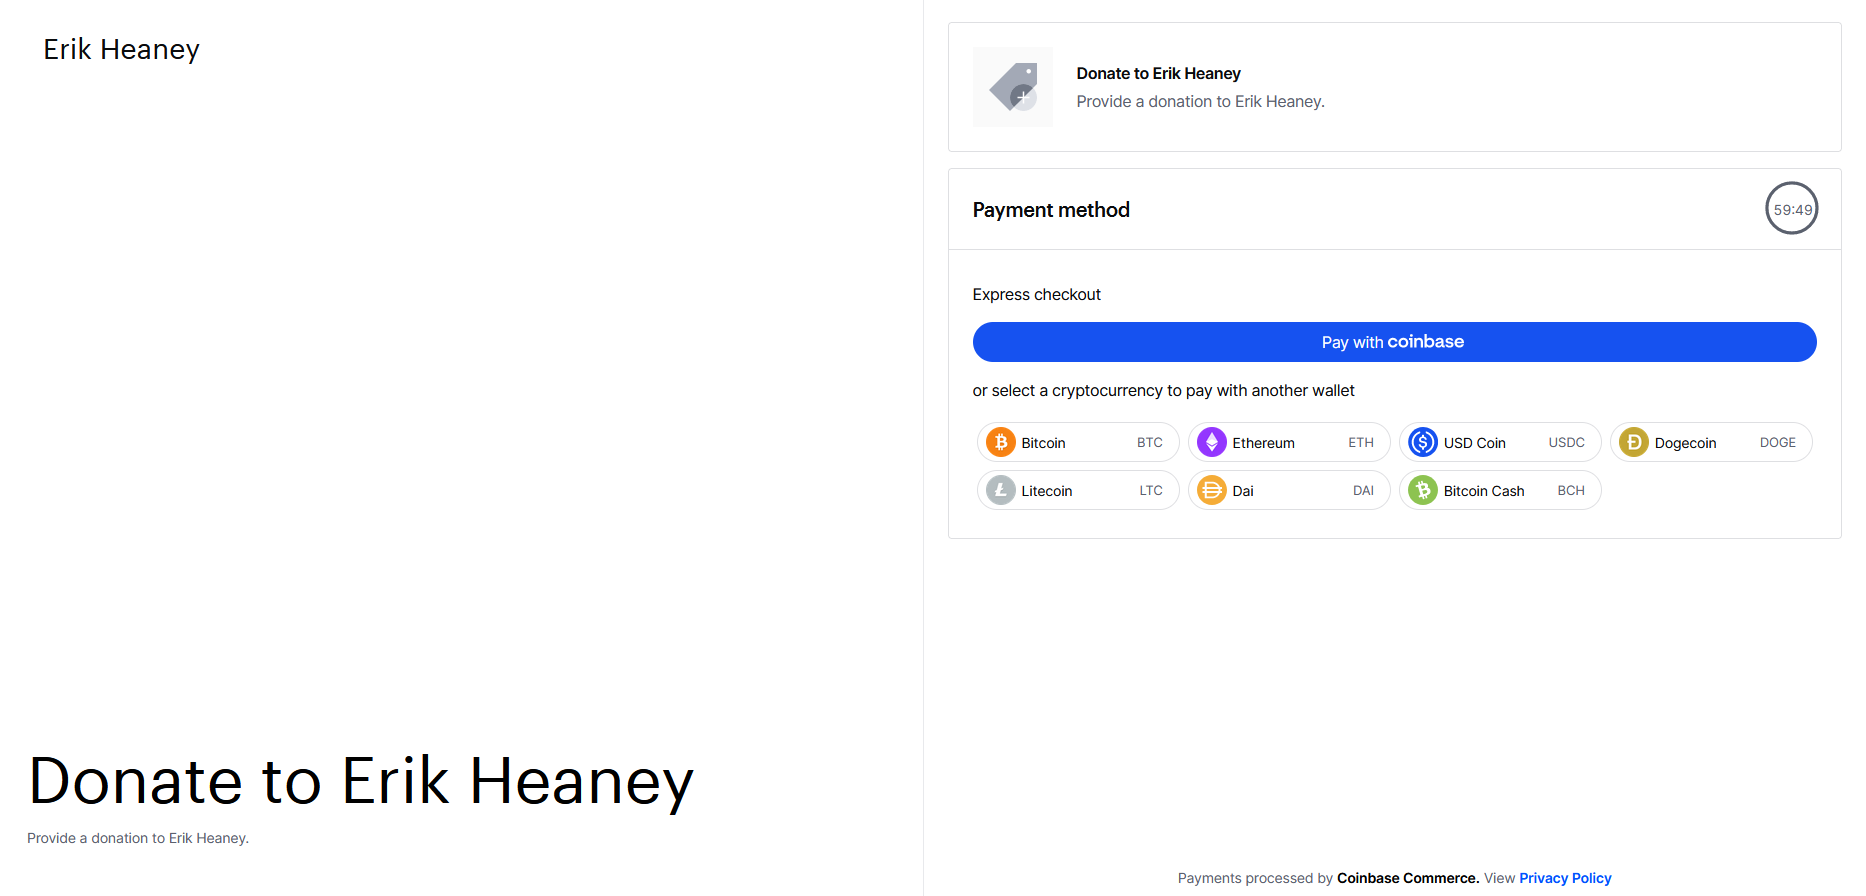 Erik Heaney
Donate to Erik Heaney
Provide a donation to Erik Heaney.
Donate to Erik Heaney
Provide a donation to Erik Heaney.
Payment method
59:49
Express checkout
Pay with coinbase
or select a cryptocurrency to pay with another wallet
Bitcoin BTC
Ethereum ETH
USD Coin USDC
Dogecoin DOGE
Litecoin LTC
Dai DAI
Bitcoin Cash BCH
Payments processed by Coinbase Commerce. View Privacy Policy